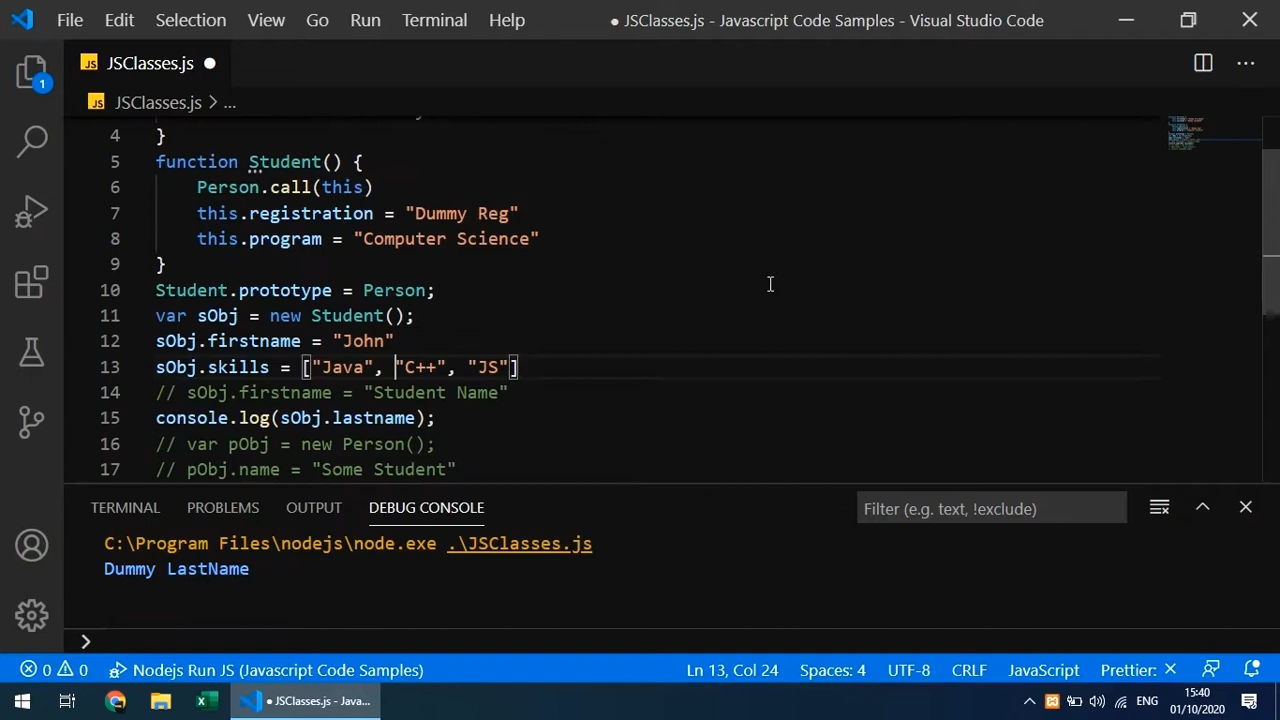 File Edit Selection View Go Run Terminal Help
● JSClasses.js - Javascript Code Samples - Visual Studio Code
JS JSClasses.js ●
JS JSClasses.js > ...
4 }
5 function Student() {
6 Person.call(this)
7 this.registration = "Dummy Reg"
8 this.program = "Computer Science"
9 }
10 Student.prototype = Person;
11 var sObj = new Student();
12 sObj.firstname = "John"
13 sObj.skills = ["Java", "C++", "JS"]
14 // sObj.firstname = "Student Name"
15 console.log(sObj.lastname);
16 // var pObj = new Person();
17 // pObj.name = "Some Student"
1
TERMINAL PROBLEMS OUTPUT DEBUG CONSOLE
Filter (e.g. text, !exclude)
C:\Program Files\nodejs\node.exe .\JSClasses.js
Dummy LastName
>
0 0 Nodejs Run JS (Javascript Code Samples) Ln 13, Col 24 Spaces: 4 UTF-8 CRLF JavaScript Prettier: ×
● JSClasses.js - Java...
ENG
15:40
01/10/2020